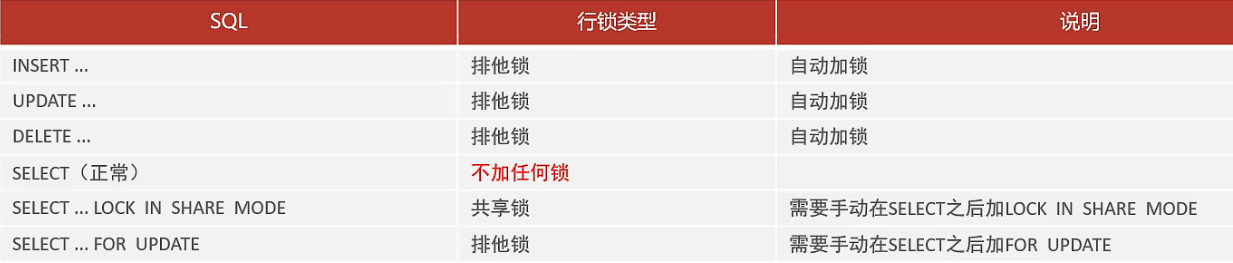 SQL 行锁类型 说明
INSERT ... 排他锁 自动加锁
UPDATE ... 排他锁 自动加锁
DELETE ... 排他锁 自动加锁
SELECT（正常） 不加任何锁
SELECT ... LOCK IN SHARE MODE 共享锁 需要手动在SELECT之后加LOCK IN SHARE MODE
SELECT ... FOR UPDATE 排他锁 需要手动在SELECT之后加FOR UPDATE